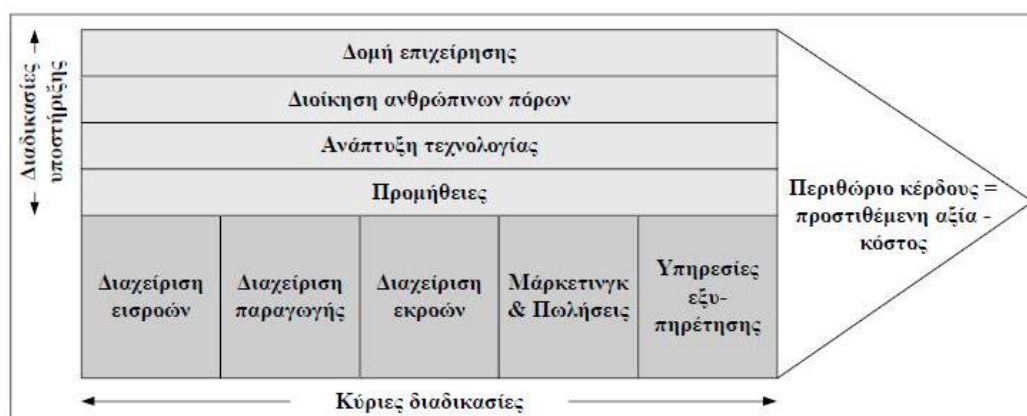 Διαδικασίες
υποστήριξης
Δομή επιχείρησης
Διοίκηση ανθρώπινων πόρων
Ανάπτυξη τεχνολογίας
Προμήθειες
Διαχείριση
εισροών
Διαχείριση
παραγωγής
Διαχείριση
εκροών
Μάρκετινγκ
& Πωλήσεις
Υπηρεσίες
εξυ-
πηρέτησης
Περιθώριο κέρδους =
προστιθέμενη αξία -
κόστος
Κύριες διαδικασίες